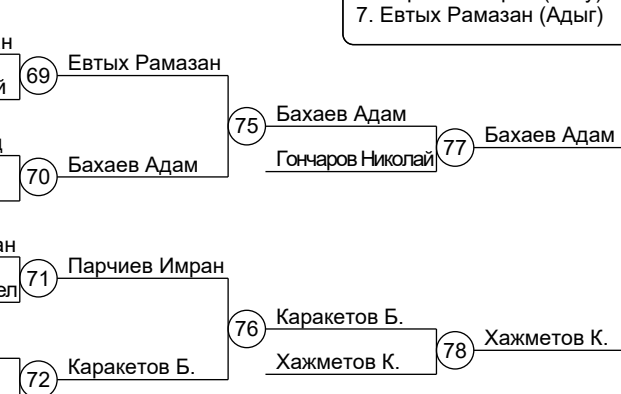 7. Евтых Рамазан (Адыг)
69
Евтых Рамазан
75
Бахаев Адам
70
Бахаев Адам
Гончаров Николай
77
Бахаев Адам
71
Парчиев Имран
76
Каракетов Б.
72
Каракетов Б.
Хажметов К.
78
Хажметов К.